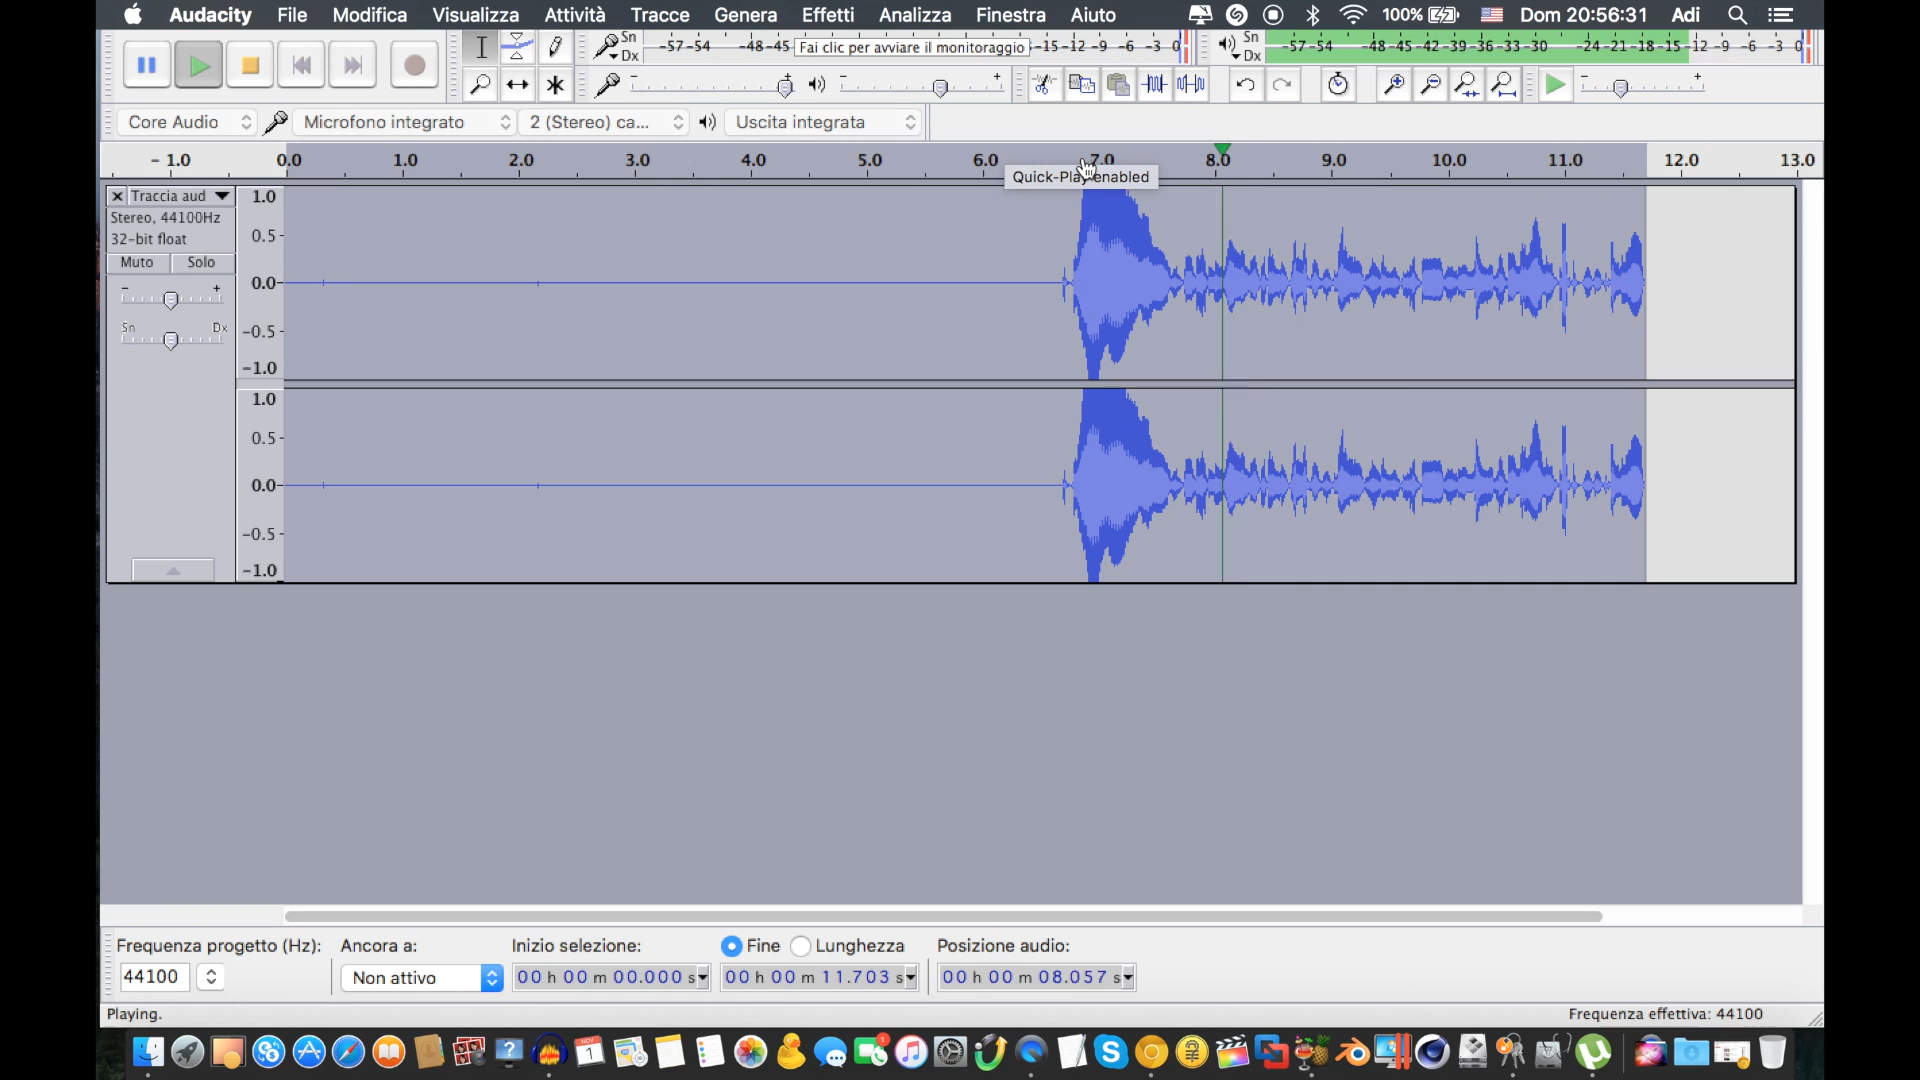 Audacity File Modifica Visualizza Attività Tracce Genera Effetti Analizza Finestra Aiuto 100% Dom 20:56:31 Adi
Sn -57 -54 -48 -45 Fai clic per avviare il monitoraggio -15 -12 -9 -6 -3 0 Sn -57 -54 -48 -45 -42 -39 -36 -33 -30 -24 -21 -18 -15 -12 -9 -6 -3 0
Dx Dx
Core Audio Microfono integrato 2 (Stereo) ca... Uscita integrata
- 1.0 0.0 1.0 2.0 3.0 4.0 5.0 6.0 7.0 8.0 9.0 10.0 11.0 12.0 13.0
Quick-Play enabled
Traccia aud 1.0
Stereo, 44100Hz
32-bit float 0.5
Muto Solo
0.0
- +
Sn Dx -0.5
-1.0
1.0
0.5
0.0
-0.5
-1.0
Frequenza progetto (Hz): Ancora a: Inizio selezione: Fine Lunghezza Posizione audio:
44100 Non attivo 00 h 00 m 00.000 s 00 h 00 m 11.703 s 00 h 00 m 08.057 s
Playing. Frequenza effettiva: 44100
NOV
1
1